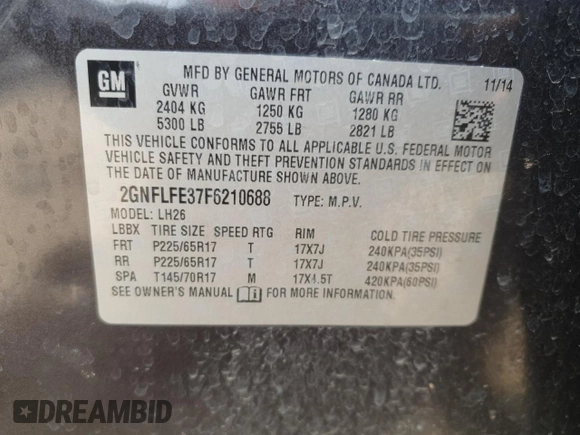 GM
MFD BY GENERAL MOTORS OF CANADA LTD. 11/14
GVWR GAWR FRT GAWR RR
2404 KG 1250 KG 1280 KG
5300 LB 2755 LB 2821 LB
THIS VEHICLE CONFORMS TO ALL APPLICABLE U.S. FEDERAL MOTOR
VEHICLE SAFETY AND THEFT PREVENTION STANDARDS IN EFFECT ON
THE DATE OF MANUFACTURE SHOWN ABOVE.
2GNFLFE37F6210688 TYPE: M.P.V.
MODEL: LH26
LBBX TIRE SIZE SPEED RTG RIM COLD TIRE PRESSURE
FRT P225/65R17 T 17X7J 240KPA(35PSI)
RR P225/65R17 T 17X7J 240KPA(35PSI)
SPA T145/70R17 M 17X4.5T 420KPA(60PSI)
SEE OWNER'S MANUAL FOR MORE INFORMATION.
DREAMBID